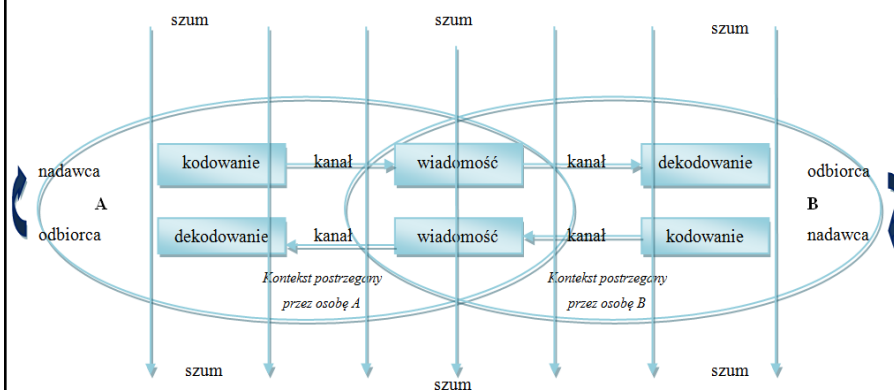 szum szum szum
kodowanie kanał wiadomość kanał dekodowanie
nadawca odbiorca
A B
odbiorca nadawca
dekodowanie kanał wiadomość kanał kodowanie
Kontekst postrzegany Kontekst postrzegany
przez osobę A przez osobę B
szum szum szum